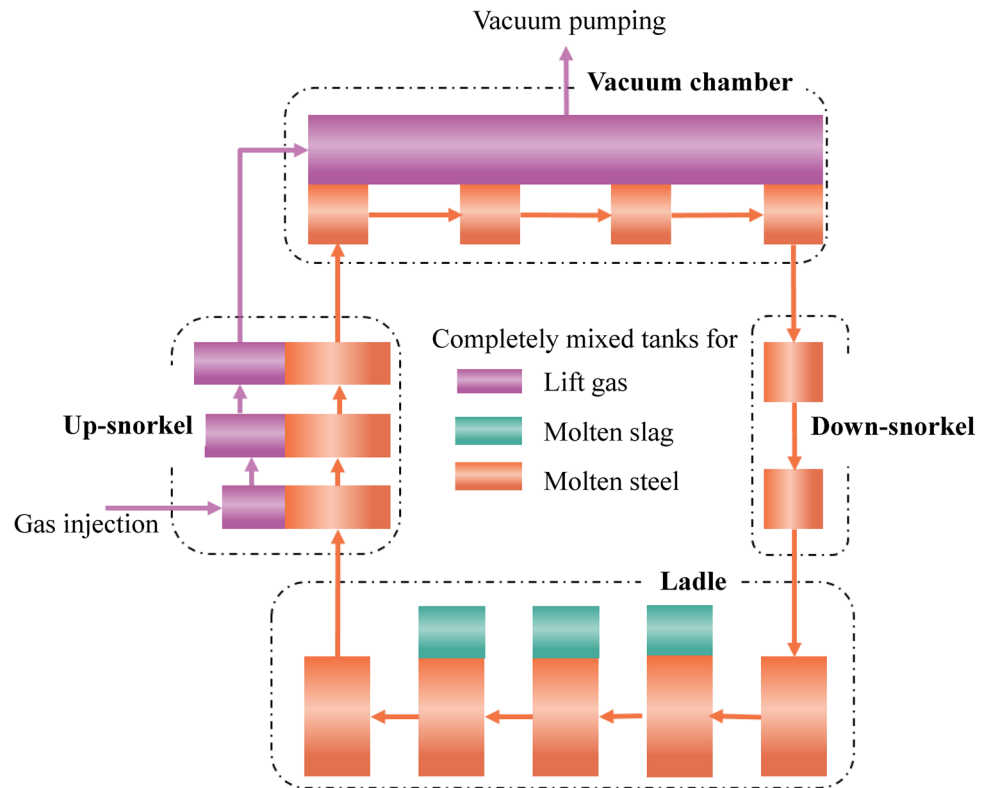 Vacuum pumping
Vacuum chamber
Completely mixed tanks for
Lift gas
Molten slag
Molten steel
Up-snorkel
Down-snorkel
Gas injection
Ladle